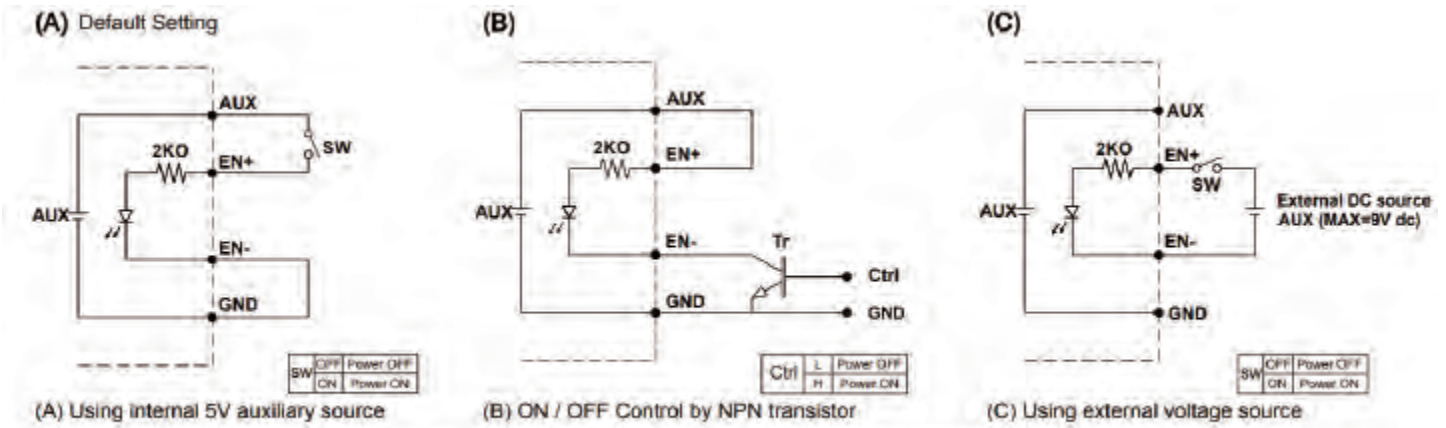 (A) Default Setting
AUX
2KO
EN+
SW
AUX
EN-
GND
SW OFF Power OFF
ON Power ON
(A) Using internal 5V auxiliary source
(B)
AUX
2KO
EN+
AUX
EN-
Tr
Ctrl
GND
GND
Ctrl L Power OFF
H Power ON
(B) ON / OFF Control by NPN transistor
(C)
AUX
2KO
EN+
SW
AUX
External DC source
AUX (MAX=9V dc)
EN-
GND
SW OFF Power OFF
ON Power ON
(C) Using external voltage source